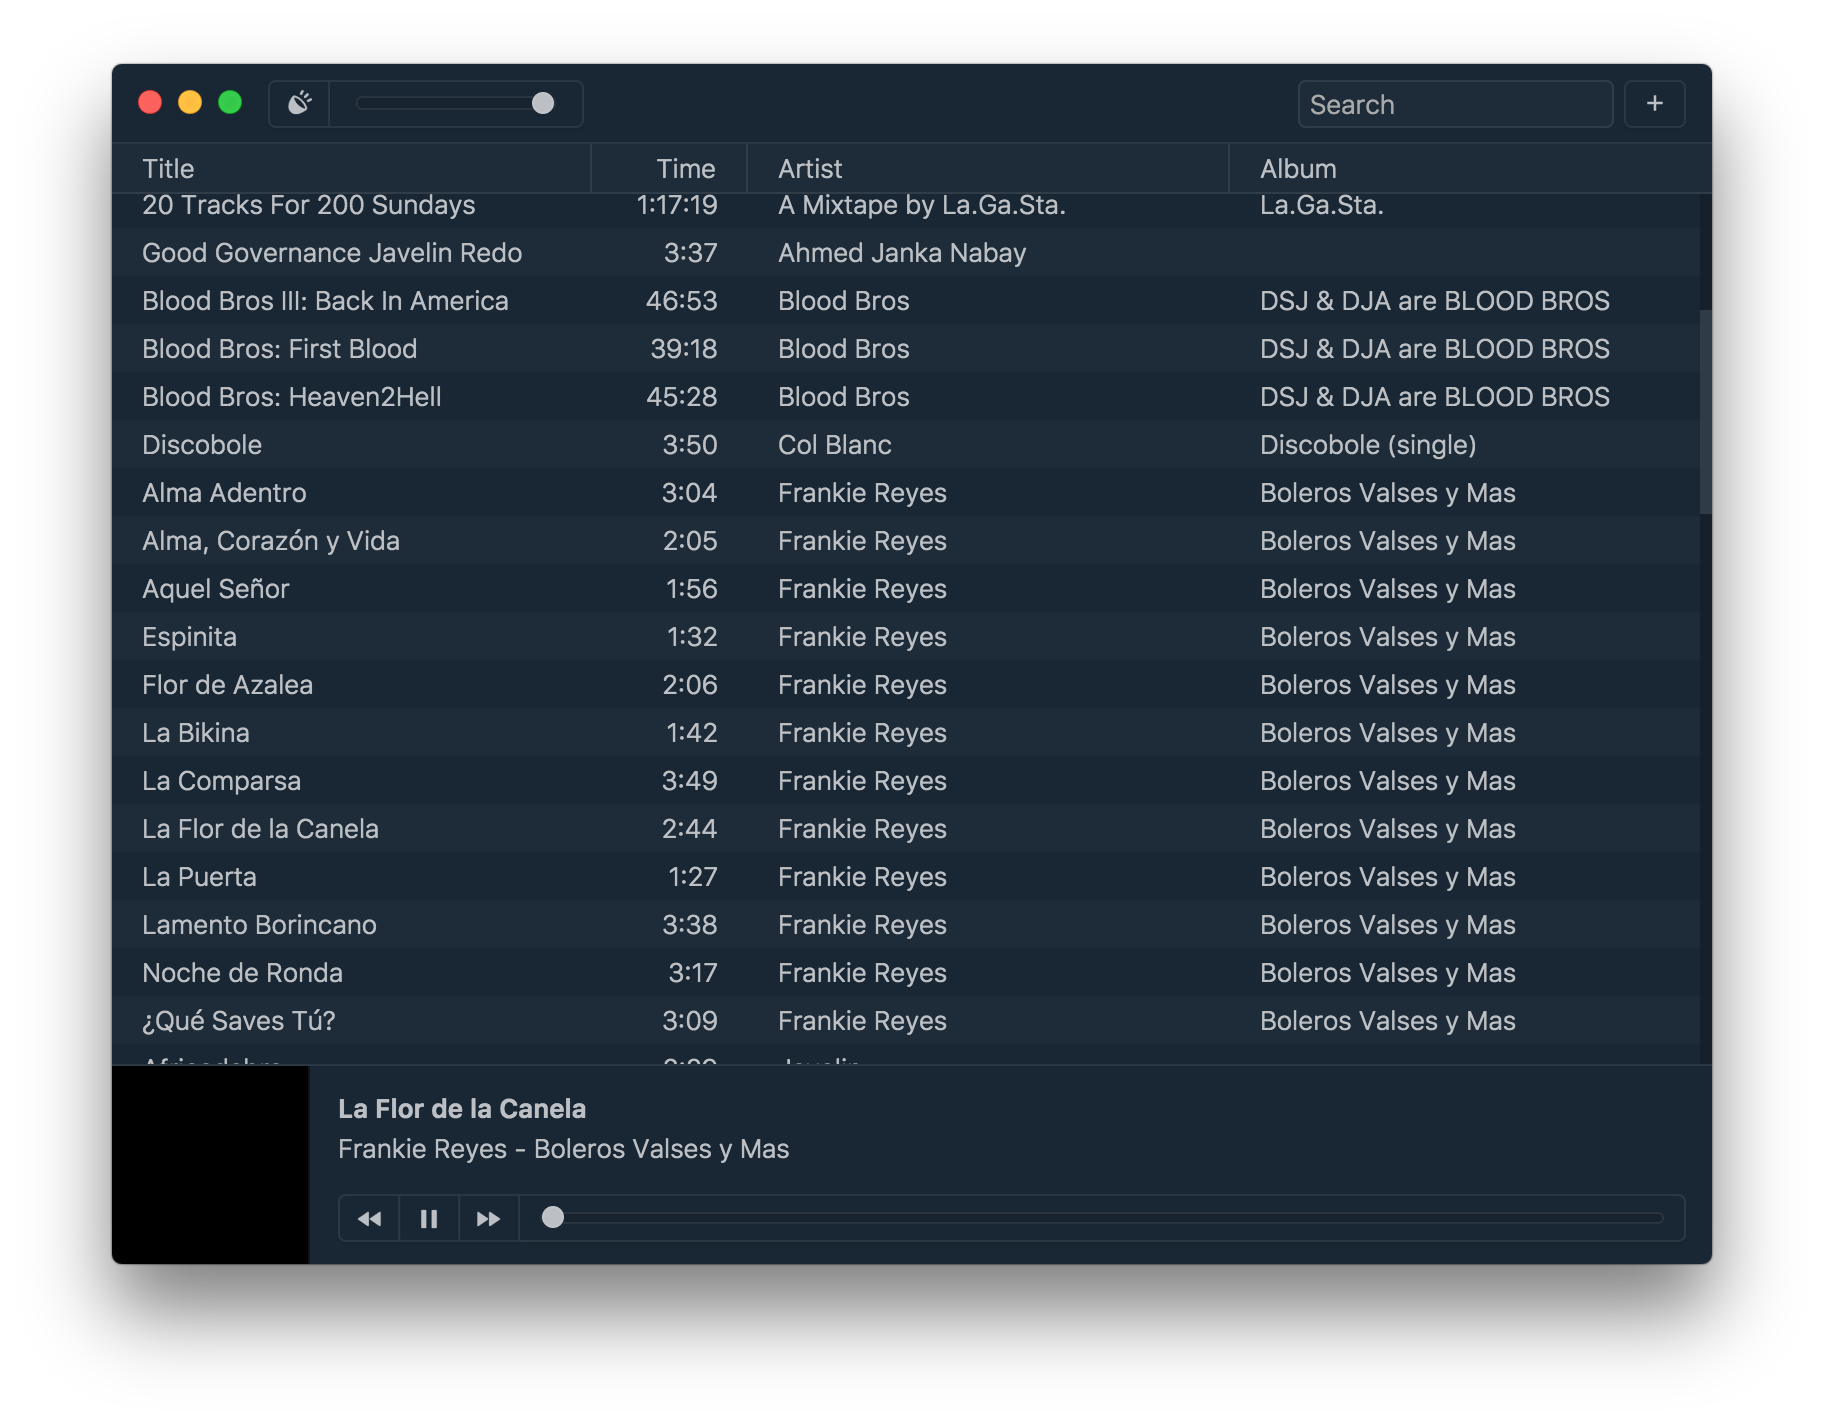 Search
+
Title Time Artist Album
20 Tracks For 200 Sundays 1:17:19 A Mixtape by La.Ga.Sta. La.Ga.Sta.
Good Governance Javelin Redo 3:37 Ahmed Janka Nabay
Blood Bros III: Back In America 46:53 Blood Bros DSJ & DJA are BLOOD BROS
Blood Bros: First Blood 39:18 Blood Bros DSJ & DJA are BLOOD BROS
Blood Bros: Heaven2Hell 45:28 Blood Bros DSJ & DJA are BLOOD BROS
Discobole 3:50 Col Blanc Discobole (single)
Alma Adentro 3:04 Frankie Reyes Boleros Valses y Mas
Alma, Corazón y Vida 2:05 Frankie Reyes Boleros Valses y Mas
Aquel Señor 1:56 Frankie Reyes Boleros Valses y Mas
Espinita 1:32 Frankie Reyes Boleros Valses y Mas
Flor de Azalea 2:06 Frankie Reyes Boleros Valses y Mas
La Bikina 1:42 Frankie Reyes Boleros Valses y Mas
La Comparsa 3:49 Frankie Reyes Boleros Valses y Mas
La Flor de la Canela 2:44 Frankie Reyes Boleros Valses y Mas
La Puerta 1:27 Frankie Reyes Boleros Valses y Mas
Lamento Borincano 3:38 Frankie Reyes Boleros Valses y Mas
Noche de Ronda 3:17 Frankie Reyes Boleros Valses y Mas
¿Qué Saves Tú? 3:09 Frankie Reyes Boleros Valses y Mas
La Flor de la Canela
Frankie Reyes - Boleros Valses y Mas